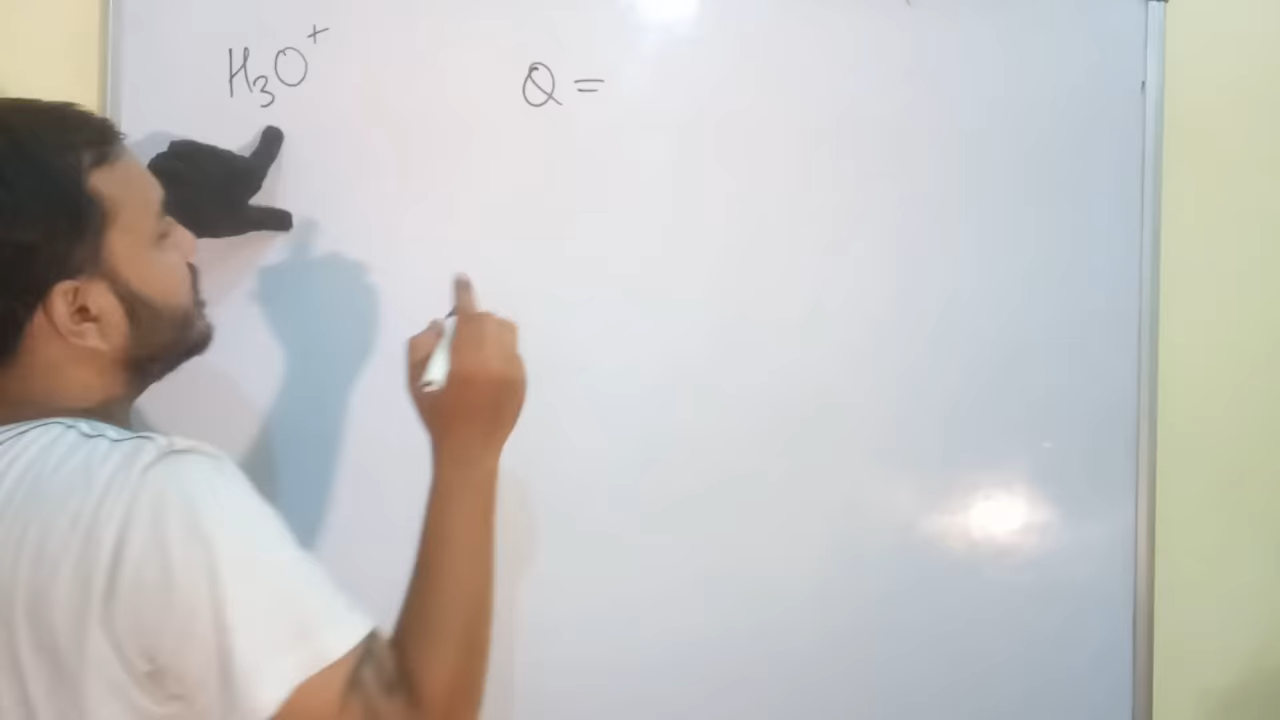 H₃O⁺ Q =